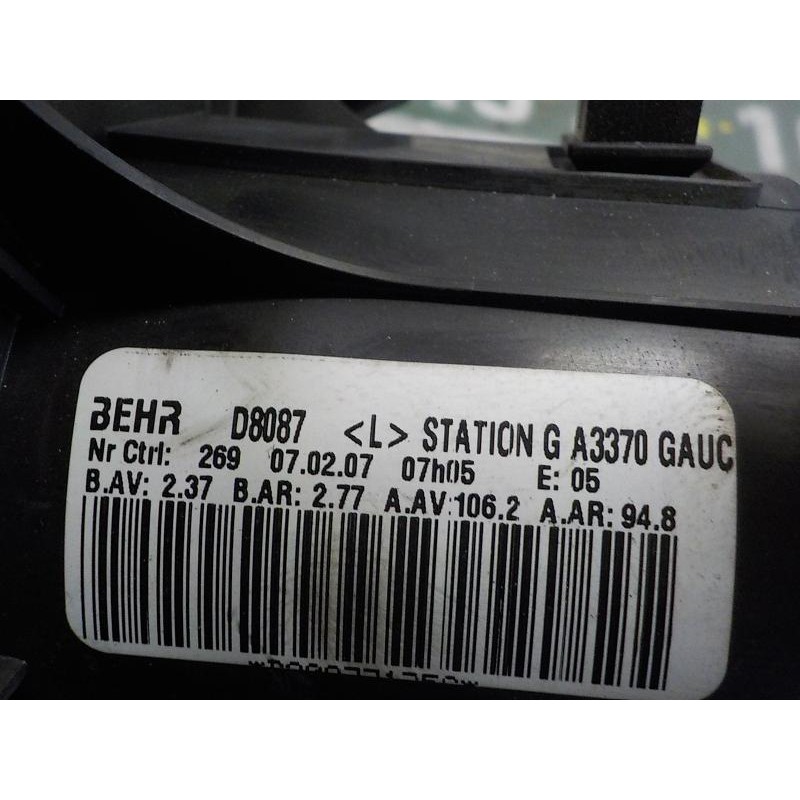 BEHR D8087 <L> STATION G A3370 GAUC
Nr Ctrl: 269 07.02.07 07h05 E: 05
B.AV: 2.37 B.AR: 2.77 A.AV:106.2 A.AR: 94.8